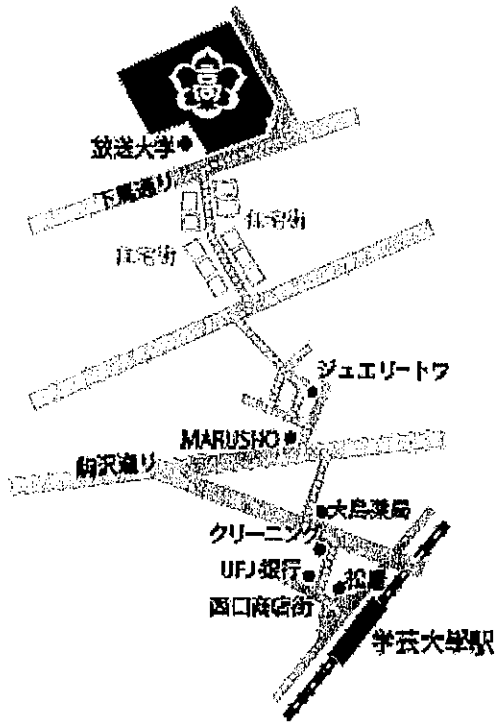 高
放送大学
下馬通り
住宅街
住宅街
ジュエリートワ
MARUSHO
駒沢通り
大鳥薬局
クリーニング
UFJ銀行
西口商店街
学芸大学駅